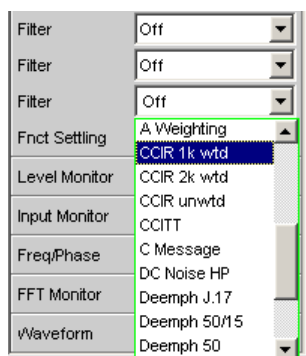 Filter Off
Filter Off
Filter Off
Fnct Settling A Weighting
CCIR 1k wtd
Level Monitor CCIR 2k wtd
CCIR unwtd
Input Monitor CCITT
C Message
Freq/Phase DC Noise HP
FFT Monitor Deemph J.17
Deemph 50/15
Waveform Deemph 50